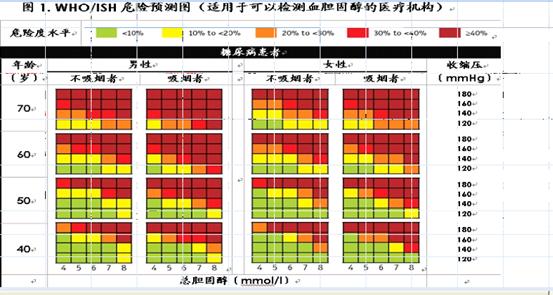 图 1. WHO/ISH 危险预测图（适用于可以检测血胆固醇的医疗机构）
危险度水平 <10% 10% to <20% 20% to <30% 30% to <40% ≥40%
糖尿病患者
年龄 男性 女性 收缩压
（岁） 不吸烟者 吸烟者 不吸烟者 吸烟者 （mmHg）
180
160
70 140
120
180
60 160
140
120
180
50 160
140
120
180
40 160
140
120
4 5 6 7 8 4 5 6 7 8 4 5 6 7 8 4 5 6 7 8
总胆固醇（mmol/l）